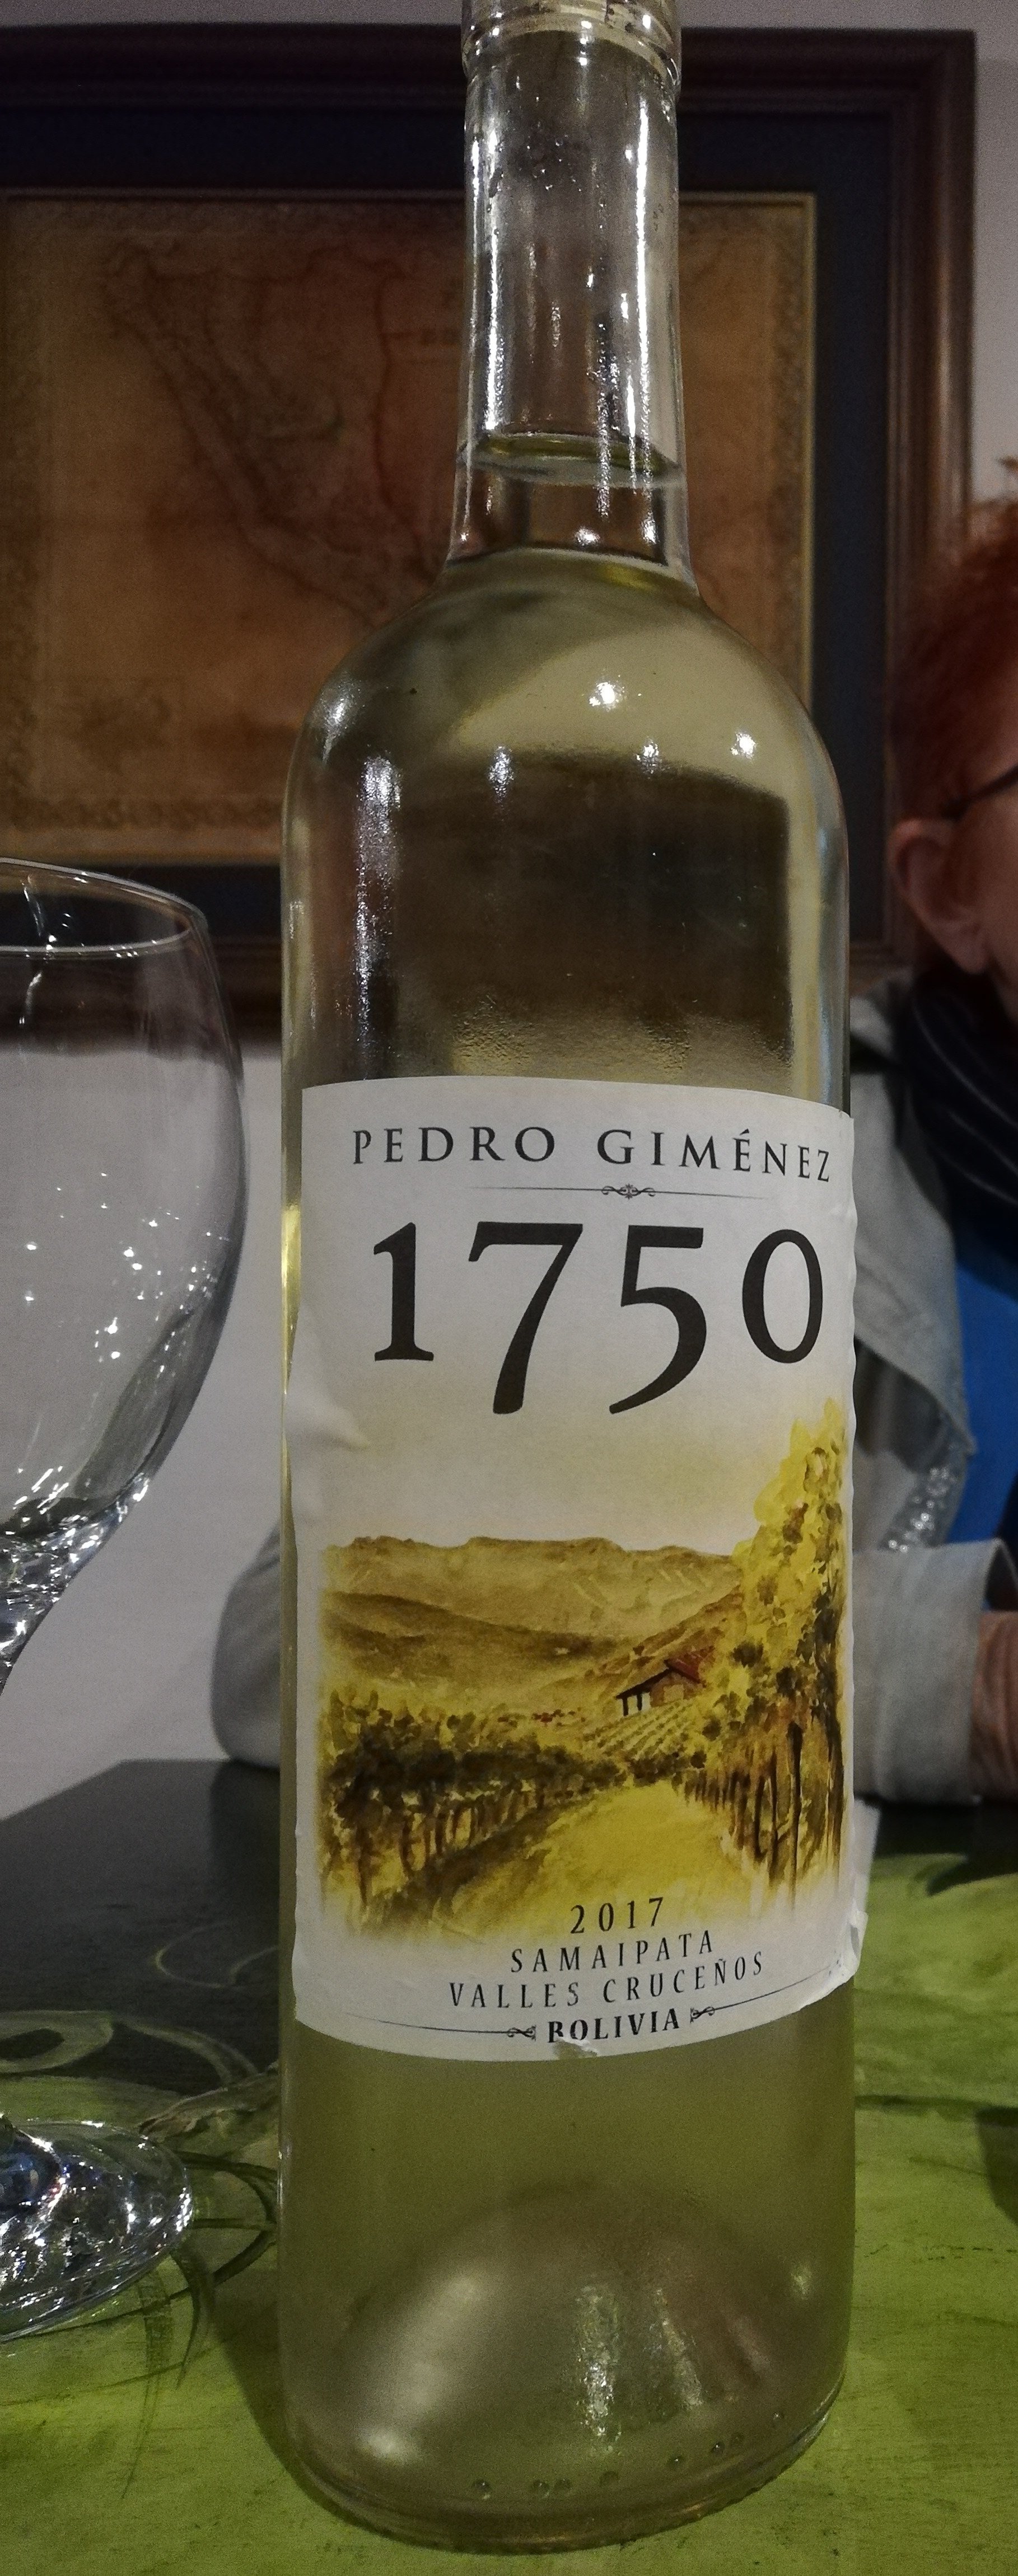 PEDRO GIMÉNEZ
1750
2017
SAMAIPATA
VALLES CRUCEÑOS
BOLIVIA